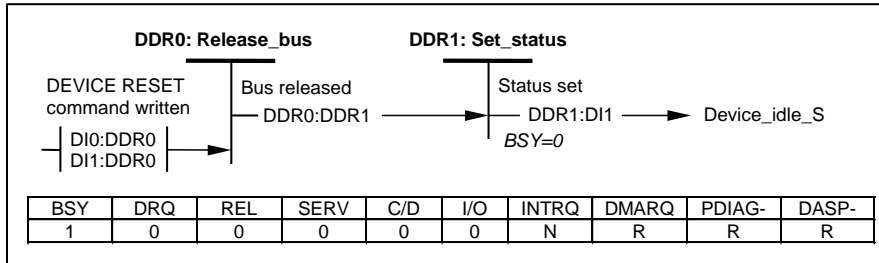 DDR0: Release_bus
DDR1: Set_status
DEVICE RESET
command written
Bus released
Status set
DI0:DDR0
DI1:DDR0
DDR0:DDR1
DDR1:DI1
Device_idle_S
BSY=0
BSY DRQ REL SERV C/D I/O INTRQ DMARQ PDIAG- DASP-
1 0 0 0 0 0 N R R R